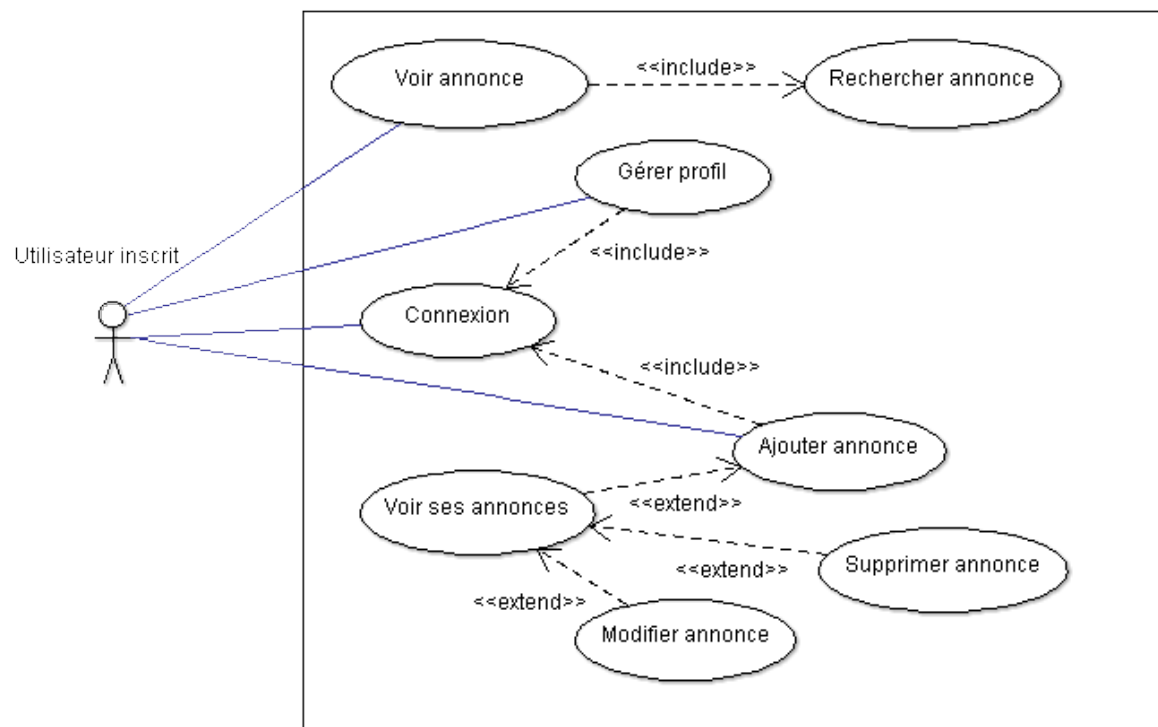 Voir annonce
<<include>>
Rechercher annonce
Gérer profil
<<include>>
Utilisateur inscrit
Connexion
<<include>>
Ajouter annonce
Voir ses annonces
<<extend>>
<<extend>>
Supprimer annonce
<<extend>>
Modifier annonce